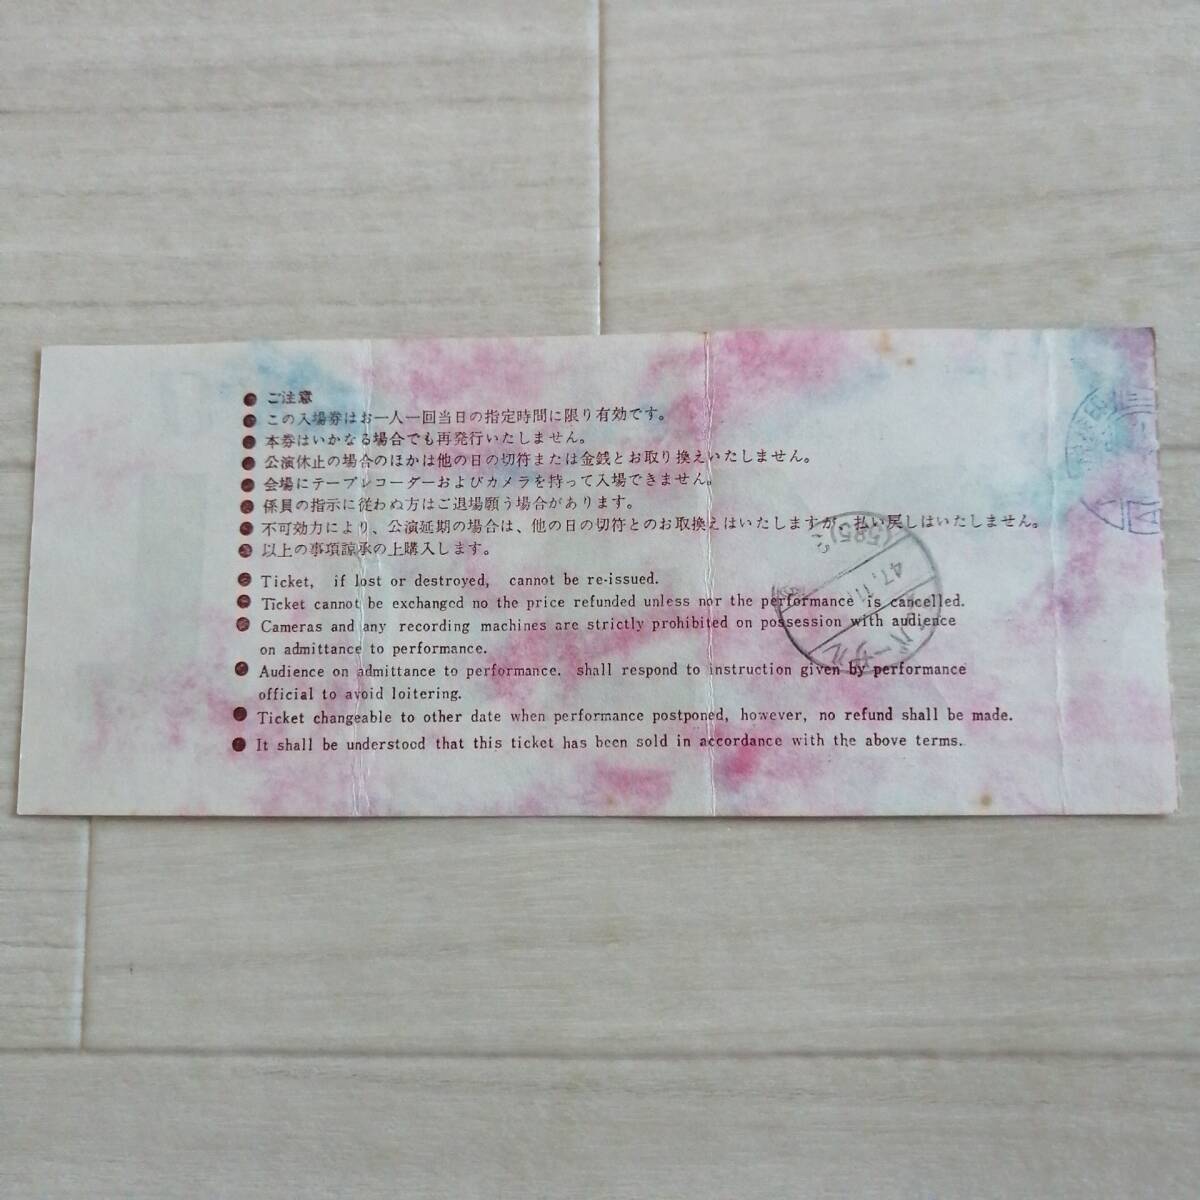 ● ご注意
● この入場券はお一人一回当日の指定時間に限り有効です。
● 本券はいかなる場合でも再発行いたしません。
● 公演休止の場合のほかは他の日の切符または金銭とお取り換えいたしません。
● 会場にテープレコーダーおよびカメラを持って入場できません。
● 係員の指示に従わぬ方はご退場願う場合があります。
● 不可効力により、公演延期の場合は、他の日の切符とのお取換えはいたしますが、払い戻しはいたしません。
● 以上の事項諒承の上購入します。
● Ticket, if lost or destroyed, cannot be re-issued.
● Ticket cannot be exchanged no the price refunded unless nor the performance is cancelled.
● Cameras and any recording machines are strictly prohibited on possession with audience
on admittance to performance.
● Audience on admittance to performance. shall respond to instruction given by performance
official to avoid loitering.
● Ticket changeable to other date when performance postponed, however, no refund shall be made.
● It shall be understood that this ticket has been sold in accordance with the above terms.
(585)